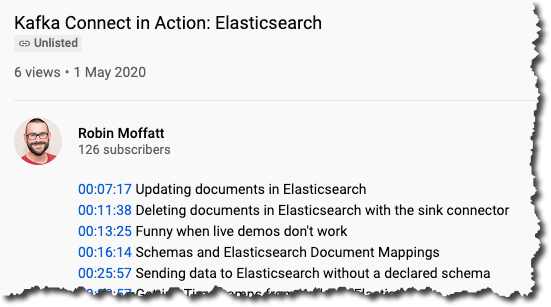 Kafka Connect in Action: Elasticsearch
Unlisted
6 views • 1 May 2020
Robin Moffatt
126 subscribers
00:07:17 Updating documents in Elasticsearch
00:11:38 Deleting documents in Elasticsearch with the sink connector
00:13:25 Funny when live demos don't work
00:16:14 Schemas and Elasticsearch Document Mappings
00:25:57 Sending data to Elasticsearch without a declared schema